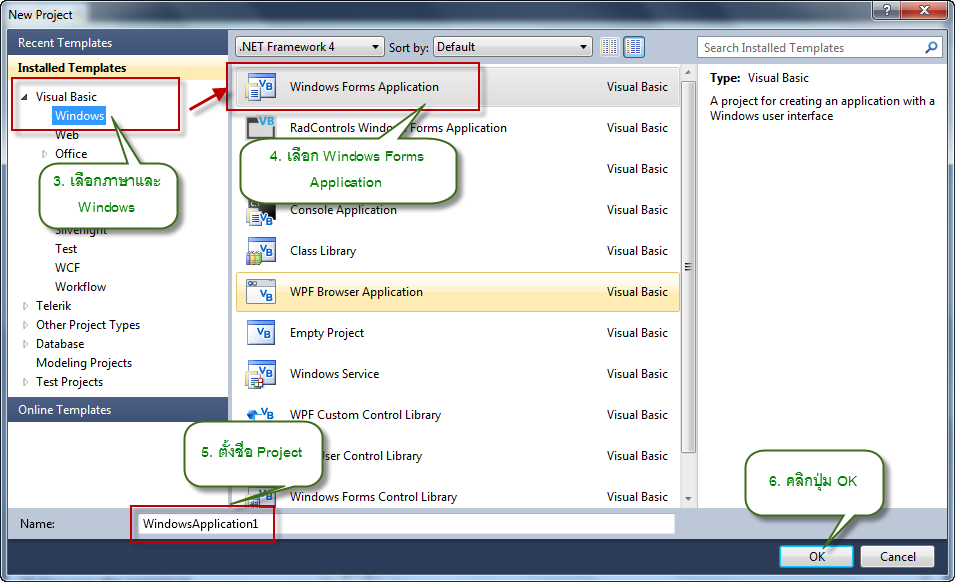 New Project
Recent Templates
Installed Templates
Visual Basic
Windows
Web
Office
3. เลือกภาษาและ
Windows
Silverlight
Test
WCF
Workflow
Telerik
Other Project Types
Database
Modeling Projects
Test Projects
Online Templates
.NET Framework 4
Sort by:
Default
Search Installed Templates
Windows Forms Application
Visual Basic
RadControls Windows Forms Application
Visual Basic
4. เลือก Windows Forms
Application
Visual Basic
Console Application
Visual Basic
Class Library
Visual Basic
WPF Browser Application
Visual Basic
Empty Project
Visual Basic
Windows Service
Visual Basic
WPF Custom Control Library
Visual Basic
User Control Library
Visual Basic
Windows Forms Control Library
Visual Basic
Type: Visual Basic
A project for creating an application with a
Windows user interface
5. ตั้งชื่อ Project
6. คลิกปุ่ม OK
Name:
WindowsApplication1
OK
Cancel